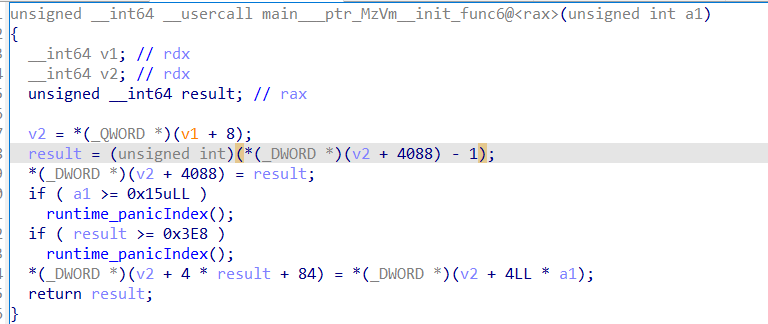 unsigned __int64 __usercall main___ptr_MzVm__init_func6@<rax>(unsigned int a1)
{
__int64 v1; // rdx
__int64 v2; // rdx
unsigned __int64 result; // rax
v2 = *(_QWORD *)(v1 + 8);
result = (unsigned int)(*(_DWORD *)(v2 + 4088) - 1);
*(_DWORD *)(v2 + 4088) = result;
if ( a1 >= 0x15uLL )
runtime_panicIndex();
if ( result >= 0x3E8 )
runtime_panicIndex();
*(_DWORD *)(v2 + 4 * result + 84) = *(_DWORD *)(v2 + 4LL * a1);
return result;
}